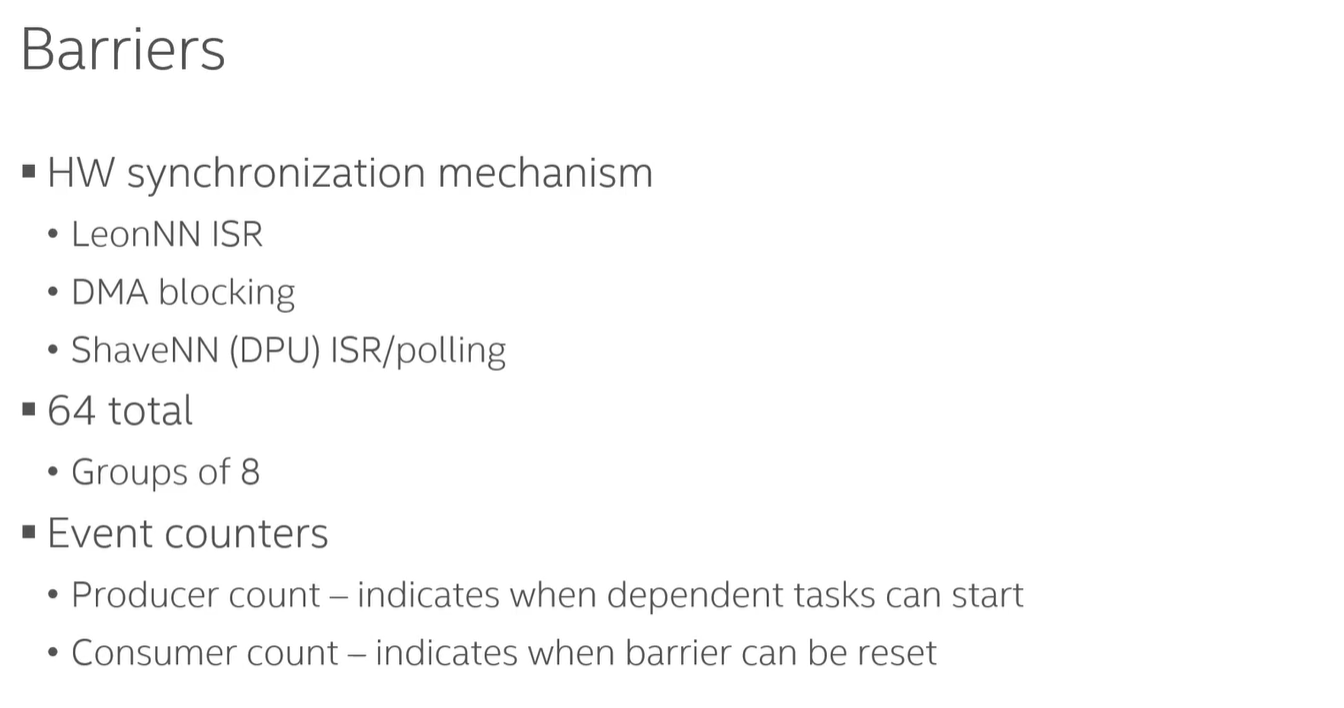 Barriers
▪ HW synchronization mechanism
• LeonNN ISR
• DMA blocking
• ShaveNN (DPU) ISR/polling
▪ 64 total
• Groups of 8
▪ Event counters
• Producer count – indicates when dependent tasks can start
• Consumer count – indicates when barrier can be reset